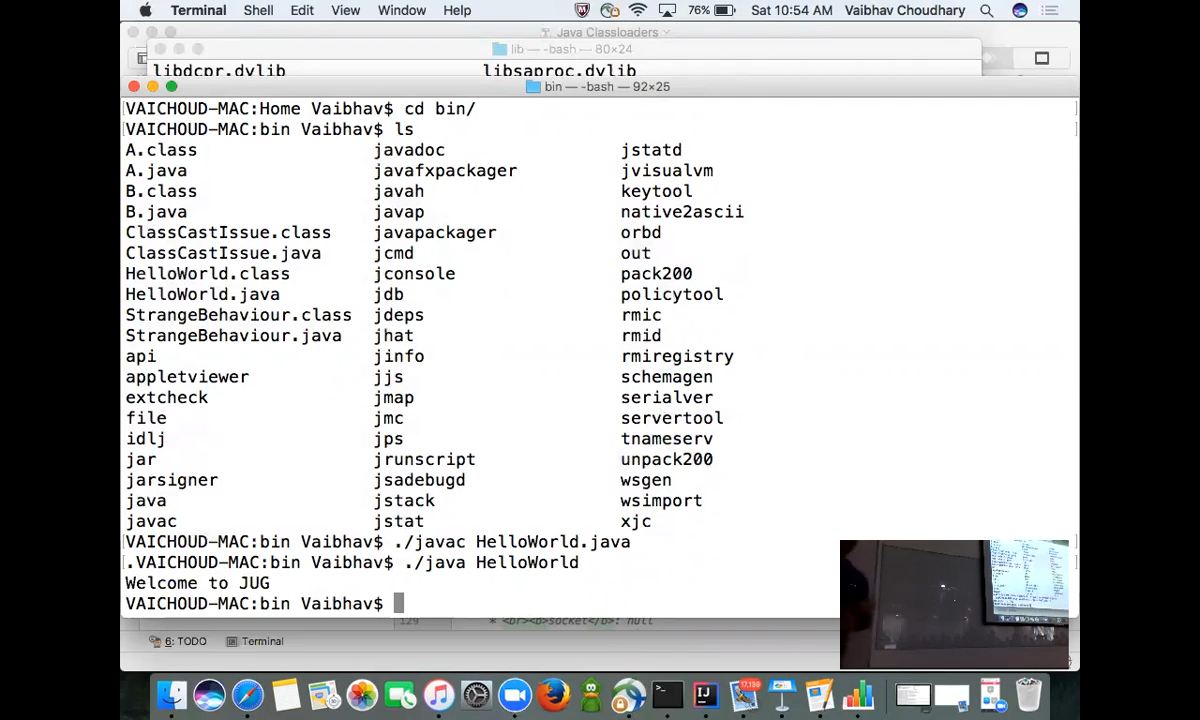 Terminal Shell Edit View Window Help 76% Sat 10:54 AM Vaibhav Choudhary
Java Classloaders
lib — -bash — 80×24
libdcpr.dylib libsaproc.dylib
bin — -bash — 92×25
VAICHOUD-MAC:Home Vaibhav$ cd bin/
VAICHOUD-MAC:bin Vaibhav$ ls
A.class javadoc jstatd
A.java javafxpackager jvisualvm
B.class javah keytool
B.java javap native2ascii
ClassCastIssue.class javapackager orbd
ClassCastIssue.java jcmd out
HelloWorld.class jconsole pack200
HelloWorld.java jdb policytool
StrangeBehaviour.class jdeps rmic
StrangeBehaviour.java jhat rmid
api jinfo rmiregistry
appletviewer jjs schemagen
extcheck jmap serialver
file jmc servertool
idlj jps tnameserv
jar jrunscript unpack200
jarsigner jsadebugd wsgen
java jstack wsimport
javac jstat xjc
VAICHOUD-MAC:bin Vaibhav$ ./javac HelloWorld.java
.VAICHOUD-MAC:bin Vaibhav$ ./java HelloWorld
Welcome to JUG
VAICHOUD-MAC:bin Vaibhav$
129 * <br><b>socket</b>: null
6: TODO Terminal